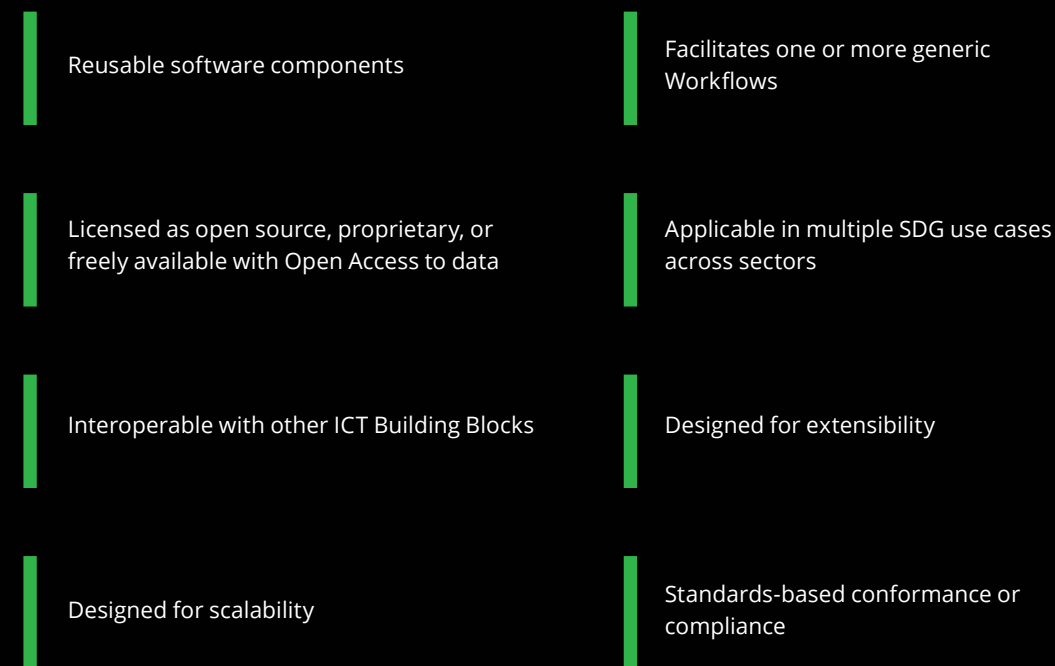 Reusable software components
Facilitates one or more generic
Workflows
Licensed as open source, proprietary, or
freely available with Open Access to data
Applicable in multiple SDG use cases
across sectors
Interoperable with other ICT Building Blocks
Designed for extensibility
Designed for scalability
Standards-based conformance or
compliance